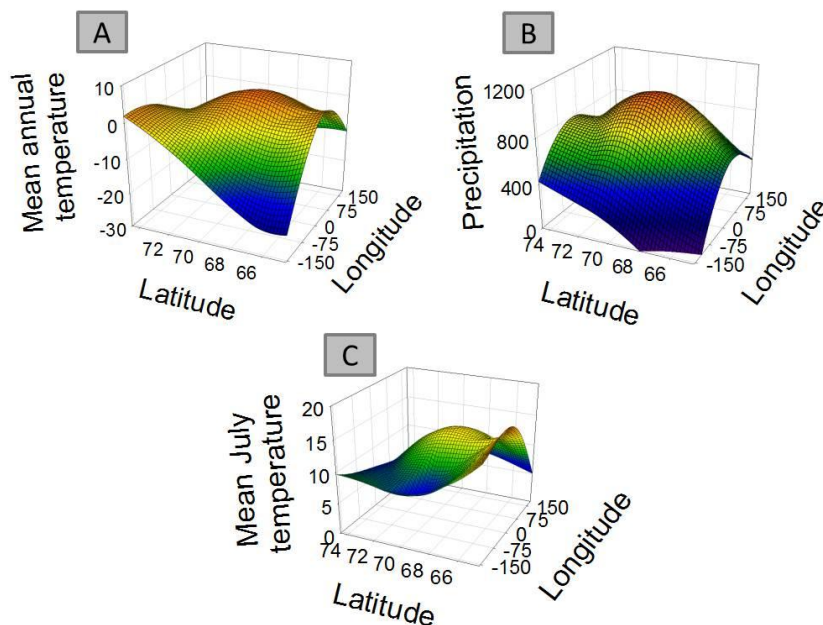 A
Mean annual
temperature
10
0
-10
-20
-30
72 70 68 66
Latitude
150
75
0
-75
-150
Longitude
B
Precipitation
1200
800
400
0
74 72 70 68 66
Latitude
150
75
0
-75
-150
Longitude
C
Mean July
temperature
20
15
10
5
0
74 72 70 68 66
Latitude
150
75
0
-75
-150
Longitude